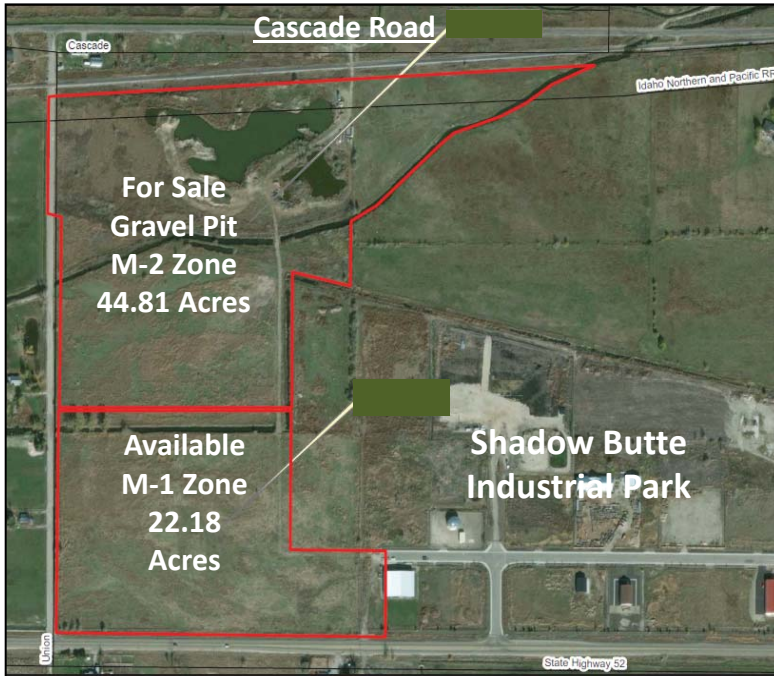 Cascade Road
Cascade
Idaho Northern and Pacific RR
For Sale
Gravel Pit
M-2 Zone
44.81 Acres
Available
M-1 Zone
22.18
Acres
Shadow Butte
Industrial Park
Union
State Highway 52